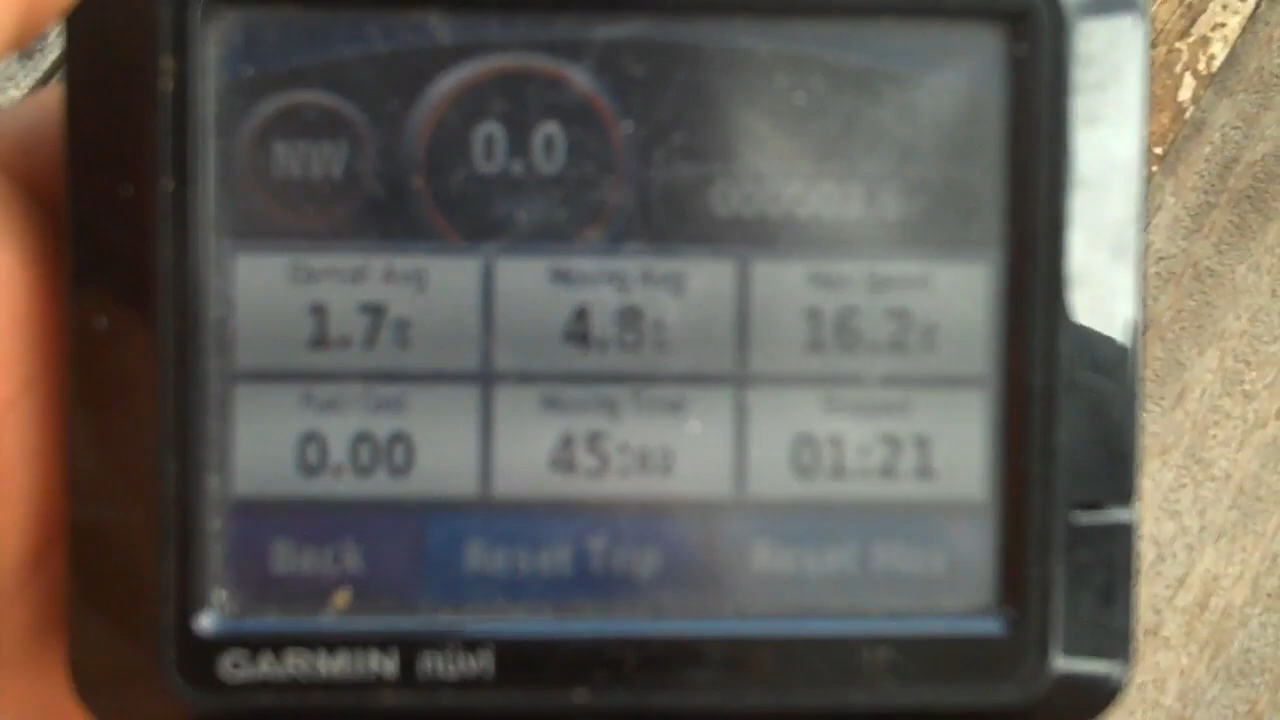 NW
0.0
Overall Avg
Moving Avg
Max Speed
1.7
4.8
16.2
Moving Time
Stopped
0.00
45
01:21
Back
Reset Trip
Reset Max
GARMIN nüvi